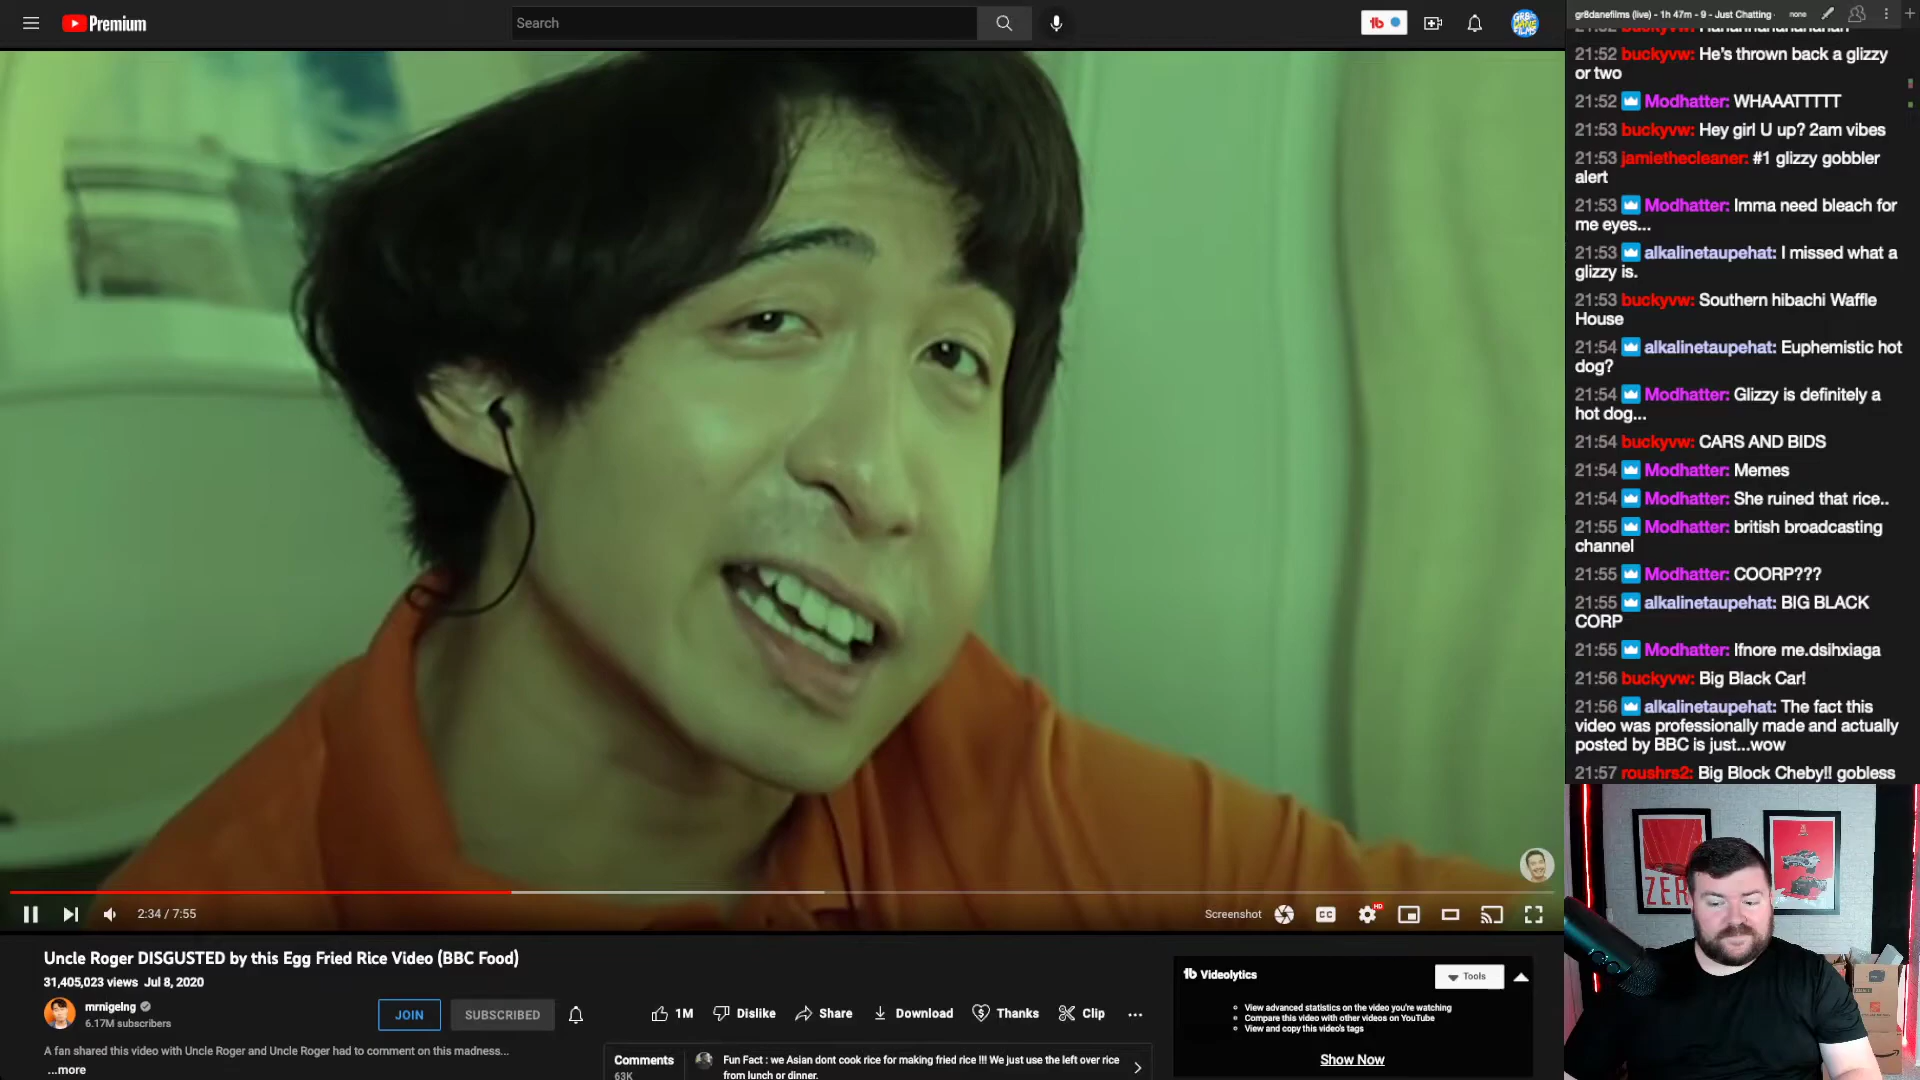 Premium
Search
gr8danefilms (live) - 1h 47m - 9 - Just Chatting
none
21:52 buckyvw: He's thrown back a glizzy
or two
21:52 Modhatter: WHAAATTTTT
21:53 buckyvw: Hey girl U up? 2am vibes
21:53 jamiethecleaner: #1 glizzy gobbler
alert
21:53 Modhatter: Imma need bleach for
me eyes...
21:53 alkalinetaupehat: I missed what a
glizzy is.
21:53 buckyvw: Southern hibachi Waffle
House
21:54 alkalinetaupehat: Euphemistic hot
dog?
21:54 Modhatter: Glizzy is definitely a
hot dog...
21:54 buckyvw: CARS AND BIDS
21:54 Modhatter: Memes
21:54 Modhatter: She ruined that rice..
21:55 Modhatter: british broadcasting
channel
21:55 Modhatter: COORP???
21:55 alkalinetaupehat: BIG BLACK
CORP
21:55 Modhatter: Ifnore me.dsihxiaga
21:56 buckyvw: Big Black Car!
21:56 alkalinetaupehat: The fact this
video was professionally made and actually
posted by BBC is just...wow
21:57 roushrs2: Big Block Cheby!! gobless
2:34 / 7:55
Screenshot
CC
HD
Uncle Roger DISGUSTED by this Egg Fried Rice Video (BBC Food)
31,405,023 views Jul 8, 2020
mrnigelng
6.17M subscribers
JOIN
SUBSCRIBED
1M
Dislike
Share
Download
Thanks
Clip
A fan shared this video with Uncle Roger and Uncle Roger had to comment on this madness...
...more
Comments
63K
Fun Fact : we Asian dont cook rice for making fried rice !!! We just use the left over rice
from lunch or dinner.
tb Videolytics
Tools
View advanced statistics on the video you're watching
Compare this video with other videos on YouTube
View and copy this video's tags
Show Now
ZER